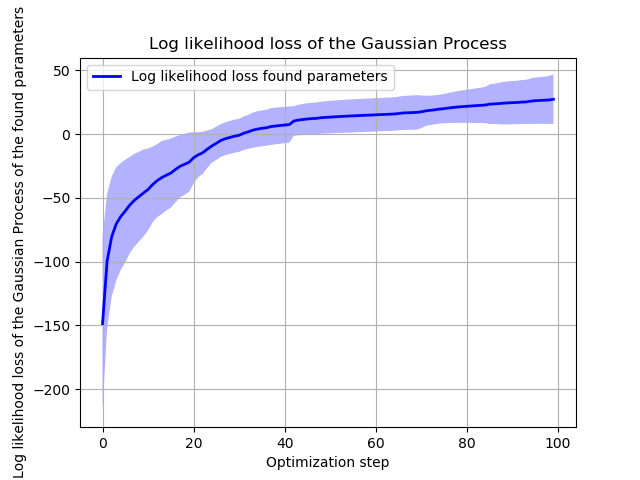 Log likelihood loss of the Gaussian Process
Log likelihood loss of the Gaussian Process of the found parameters
Log likelihood loss found parameters
50
0
−50
−100
−150
−200
0 20 40 60 80 100
Optimization step